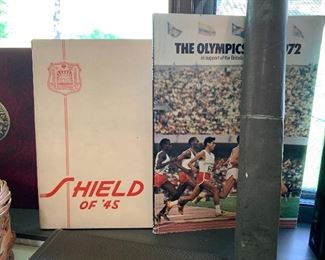 SHIELD
OF '45
THE OLYMPICS 72
in support of the British